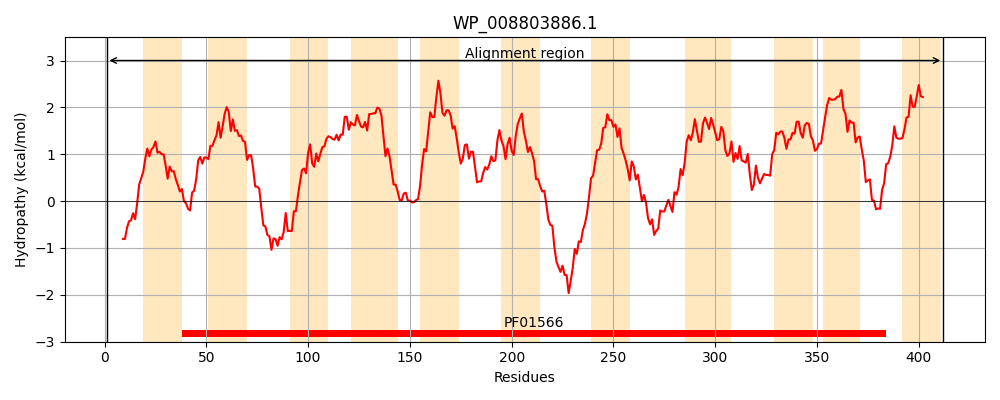 WP_008803886.1
Hydropathy (kcal/mol)
3
2
1
0
−1
−2
−3
Alignment region
PF01566
0 50 100 150 200 250 300 350 400
Residues